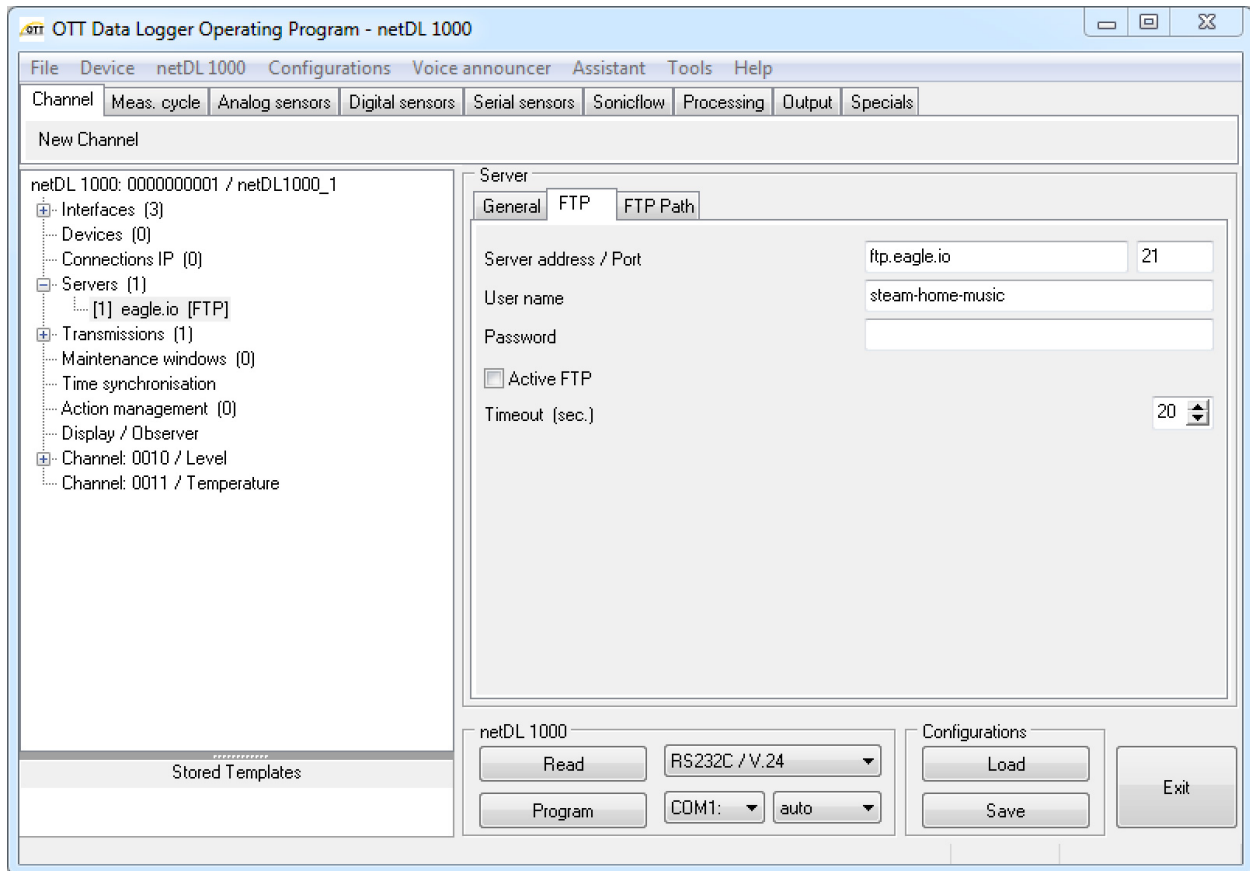 OTT OTT Data Logger Operating Program - netDL 1000
File Device netDL 1000 Configurations Voice announcer Assistant Tools Help
Channel Meas. cycle Analog sensors Digital sensors Serial sensors Sonicflow Processing Output Specials
New Channel
netDL 1000: 0000000001 / netDL1000_1
Interfaces (3)
Devices (0)
Connections IP (0)
Servers (1)
[1] eagle.io [FTP]
Transmissions (1)
Maintenance windows (0)
Time synchronisation
Action management (0)
Display / Observer
Channel: 0010 / Level
Channel: 0011 / Temperature
Stored Templates
Server
General FTP FTP Path
Server address / Port ftp.eagle.io 21
User name steam-home-music
Password
Active FTP
Timeout (sec.) 20
netDL 1000
Read RS232C / V.24
Program COM1: auto
Configurations
Load
Save
Exit